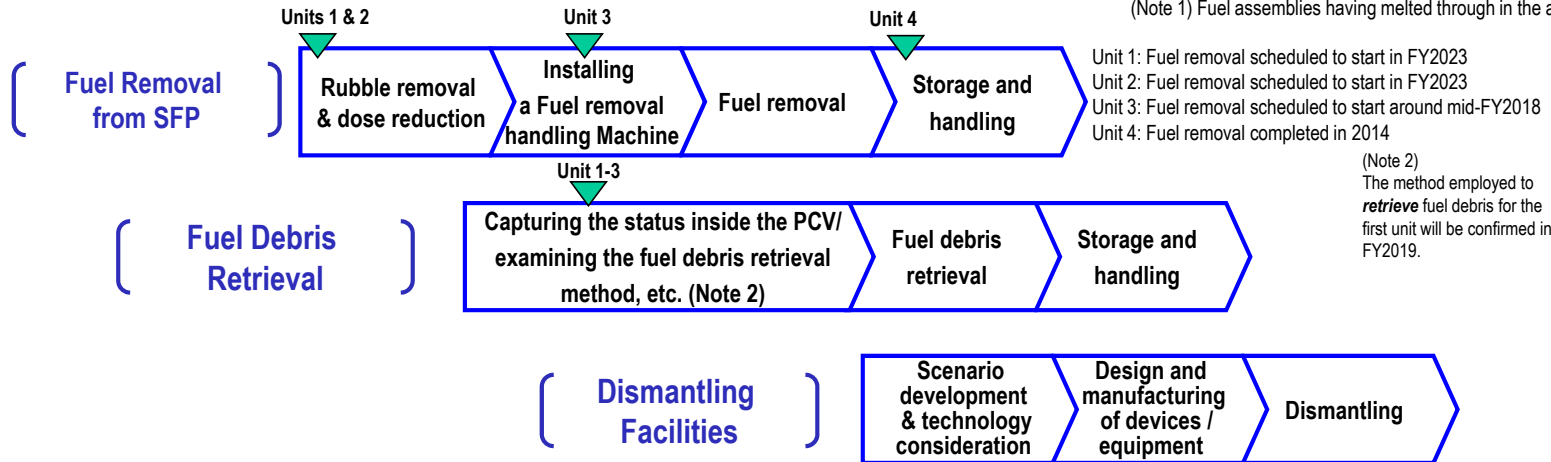 (Note 1) Fuel assemblies having melted through in the
Units 1 & 2
Unit 3
Unit 4
Fuel Removal
from SFP
Rubble removal
& dose reduction
Installing
a Fuel removal
handling Machine
Fuel removal
Storage and
handling
Unit 1: Fuel removal scheduled to start in FY2023
Unit 2: Fuel removal scheduled to start in FY2023
Unit 3: Fuel removal scheduled to start around mid-FY2018
Unit 4: Fuel removal completed in 2014
(Note 2)
The method employed to
retrieve fuel debris for the
first unit will be confirmed in
FY2019.
Unit 1-3
Fuel Debris
Retrieval
Capturing the status inside the PCV/
examining the fuel debris retrieval
method, etc. (Note 2)
Fuel debris
retrieval
Storage and
handling
Dismantling
Facilities
Scenario
development
& technology
consideration
Design and
manufacturing
of devices /
equipment
Dismantling